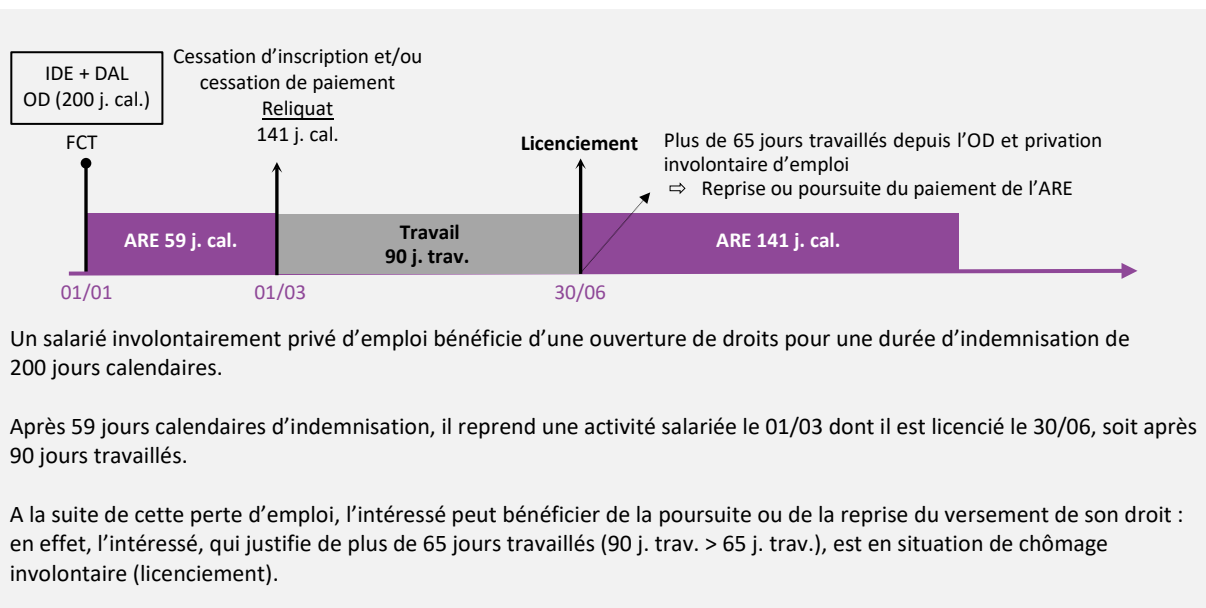 IDE + DAL
OD (200 j. cal.)
FCT
Cessation d’inscription et/ou
cessation de paiement
Reliquat
141 j. cal.
Licenciement
Plus de 65 jours travaillés depuis l’OD et privation
involontaire d’emploi
⇨ Reprise ou poursuite du paiement de l’ARE
ARE 59 j. cal.
Travail
90 j. trav.
ARE 141 j. cal.
01/01
01/03
30/06
Un salarié involontairement privé d’emploi bénéficie d’une ouverture de droits pour une durée d’indemnisation de
200 jours calendaires.
Après 59 jours calendaires d’indemnisation, il reprend une activité salariée le 01/03 dont il est licencié le 30/06, soit après
90 jours travaillés.
A la suite de cette perte d’emploi, l’intéressé peut bénéficier de la poursuite ou de la reprise du versement de son droit :
en effet, l’intéressé, qui justifie de plus de 65 jours travaillés (90 j. trav. > 65 j. trav.), est en situation de chômage
involontaire (licenciement).